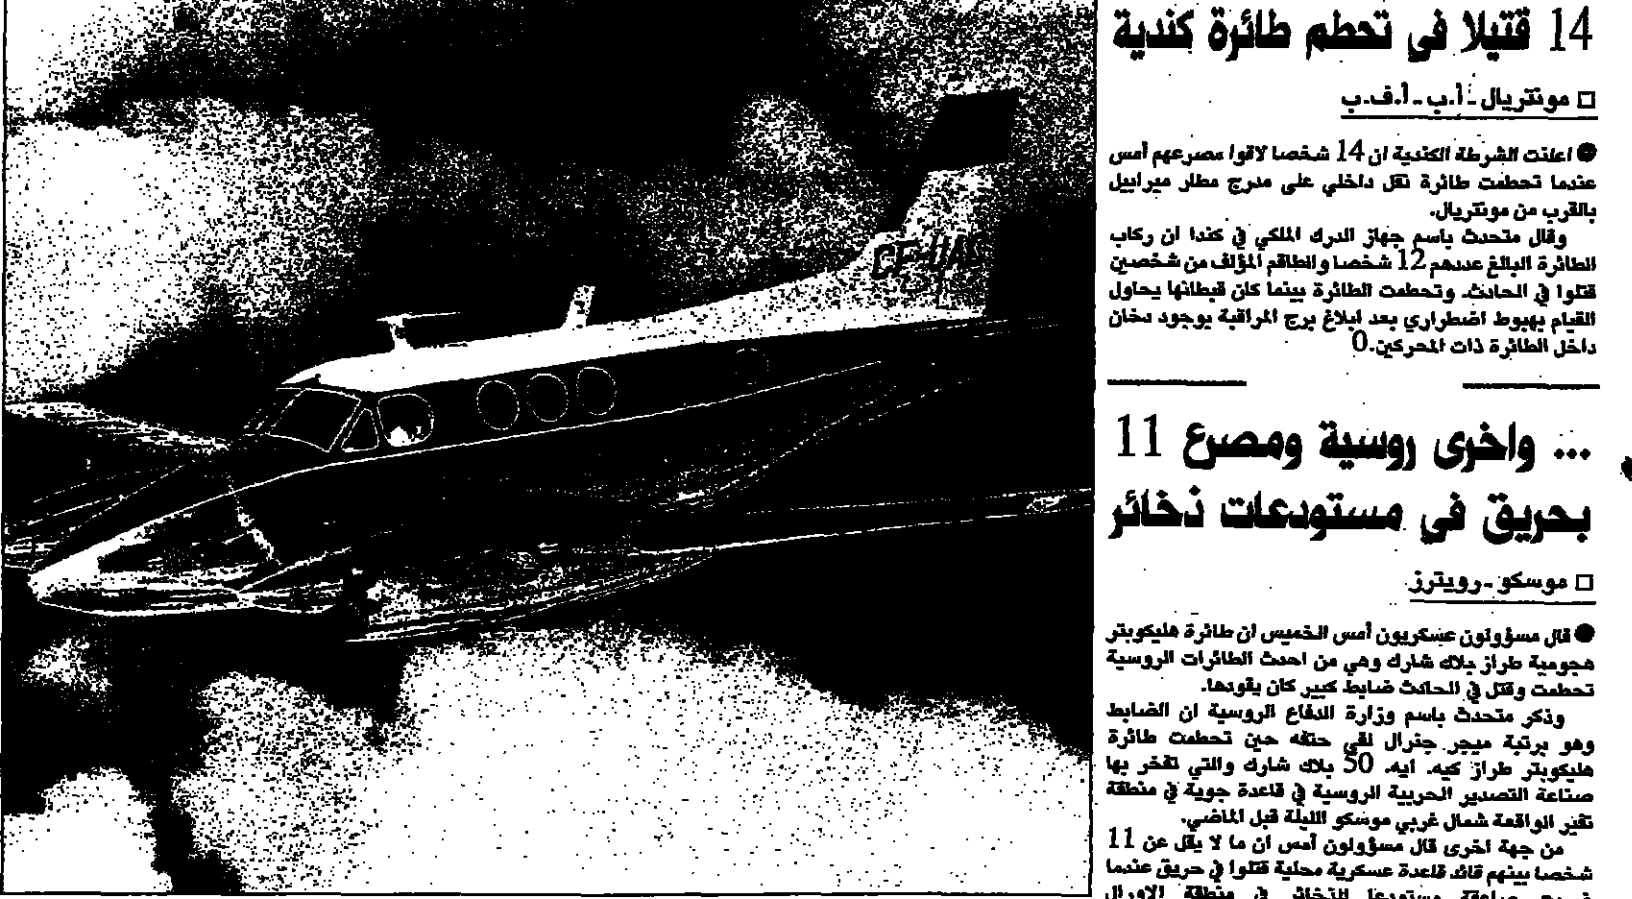 14 قتيلا في تحطم طائرة كندية
□ مونتريال - أ.ب - أ.ف.ب
● اعلنت الشرطة الكندية ان 14 شخصا لاقوا مصرعهم أمس
عندما تحطمت طائرة نقل داخلي على مدرج مطار ميرابيل
بالقرب من مونتريال.
وقال متحدث باسم جهاز الدرك الملكي في كندا ان ركاب
الطائرة البالغ عددهم 12 شخصا والطاقم المؤلف من شخصين
قتلوا في الحادث. وتحطمت الطائرة بينما كان قبطانها يحاول
القيام بهبوط اضطراري بعد ابلاغ برج المراقبة بوجود دخان
داخل الطائرة ذات المحركين.0
... واخرى روسية ومصرع 11
بحريق في مستودعات ذخائر
□ موسكو - رويترز
● قال مسؤولون عسكريون أمس الخميس ان طائرة هليكوبتر
هجومية طراز بلاك شارك وهي من احدث الطائرات الروسية
تحطمت وقتل في الحادث ضابط كبير كان يقودها.
وذكر متحدث باسم وزارة الدفاع الروسية ان الضابط
وهو برتبة ميجر جنرال لقي حتفه حين تحطمت طائرة
هليكوبتر طراز كيه. ايه. 50 بلاك شارك والتي تفخر بها
صناعة التصدير الحربية الروسية في قاعدة جوية في منطقة
تفير الواقعة شمال غربي موسكو الليلة قبل الماضي.
من جهة اخرى قال مسؤولون أمس ان ما لا يقل عن 11
شخصا بينهم قائد قاعدة عسكرية محلية قتلوا في حريق عندما
صاعقة مستودعا للذخائر في منطقة الاورال
CF-UAS